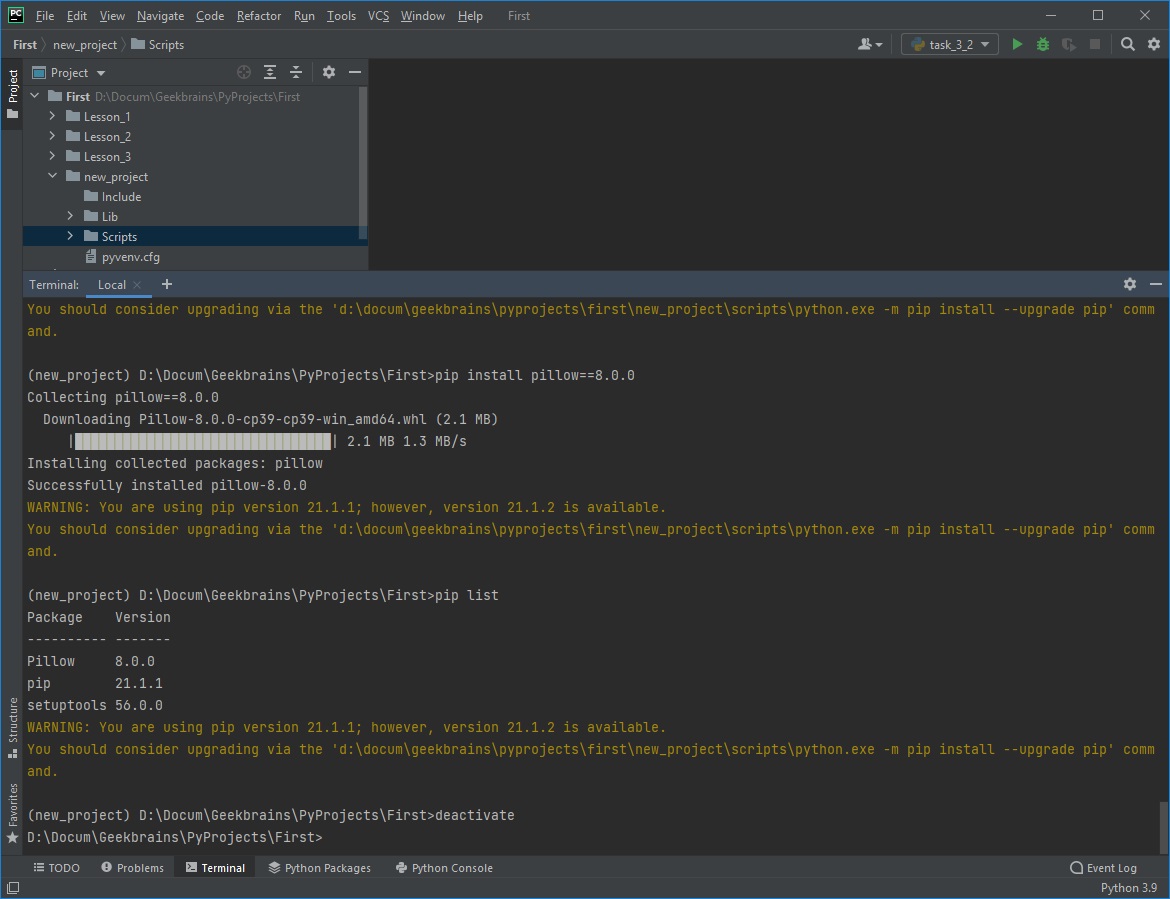 PC File Edit View Navigate Code Refactor Run Tools VCS Window Help First
First new_project Scripts task_3_2
Project
Project
First D:\Docum\Geekbrains\PyProjects\First
Lesson_1
Lesson_2
Lesson_3
new_project
Include
Lib
Scripts
pyvenv.cfg
Terminal: Local
You should consider upgrading via the 'd:\docum\geekbrains\pyprojects\first\new_project\scripts\python.exe -m pip install --upgrade pip' comm
and.
(new_project) D:\Docum\Geekbrains\PyProjects\First>pip install pillow==8.0.0
Collecting pillow==8.0.0
Downloading Pillow-8.0.0-cp39-cp39-win_amd64.whl (2.1 MB)
|████████████████████████████████| 2.1 MB 1.3 MB/s
Installing collected packages: pillow
Successfully installed pillow-8.0.0
WARNING: You are using pip version 21.1.1; however, version 21.1.2 is available.
You should consider upgrading via the 'd:\docum\geekbrains\pyprojects\first\new_project\scripts\python.exe -m pip install --upgrade pip' comm
and.
(new_project) D:\Docum\Geekbrains\PyProjects\First>pip list
Package    Version
---------- -------
Pillow     8.0.0
pip        21.1.1
setuptools 56.0.0
WARNING: You are using pip version 21.1.1; however, version 21.1.2 is available.
You should consider upgrading via the 'd:\docum\geekbrains\pyprojects\first\new_project\scripts\python.exe -m pip install --upgrade pip' comm
and.
(new_project) D:\Docum\Geekbrains\PyProjects\First>deactivate
D:\Docum\Geekbrains\PyProjects\First>
Structure
Favorites
TODO Problems Terminal Python Packages Python Console Event Log
Python 3.9